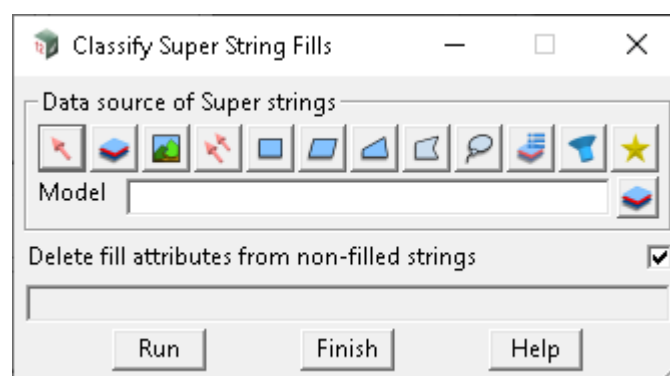 Classify Super String Fills
Data source of Super strings
Model
Delete fill attributes from non-filled strings
Run Finish Help